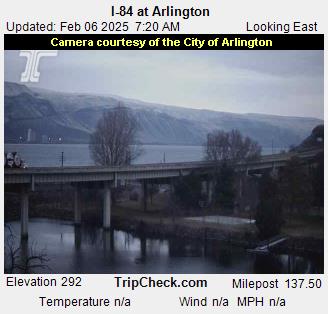 I-84 at Arlington
Updated: Feb 06 2025 7:20 AM Looking East
Camera courtesy of the City of Arlington
Elevation 292 TripCheck.com Milepost 137.50
Temperature n/a Wind n/a MPH n/a